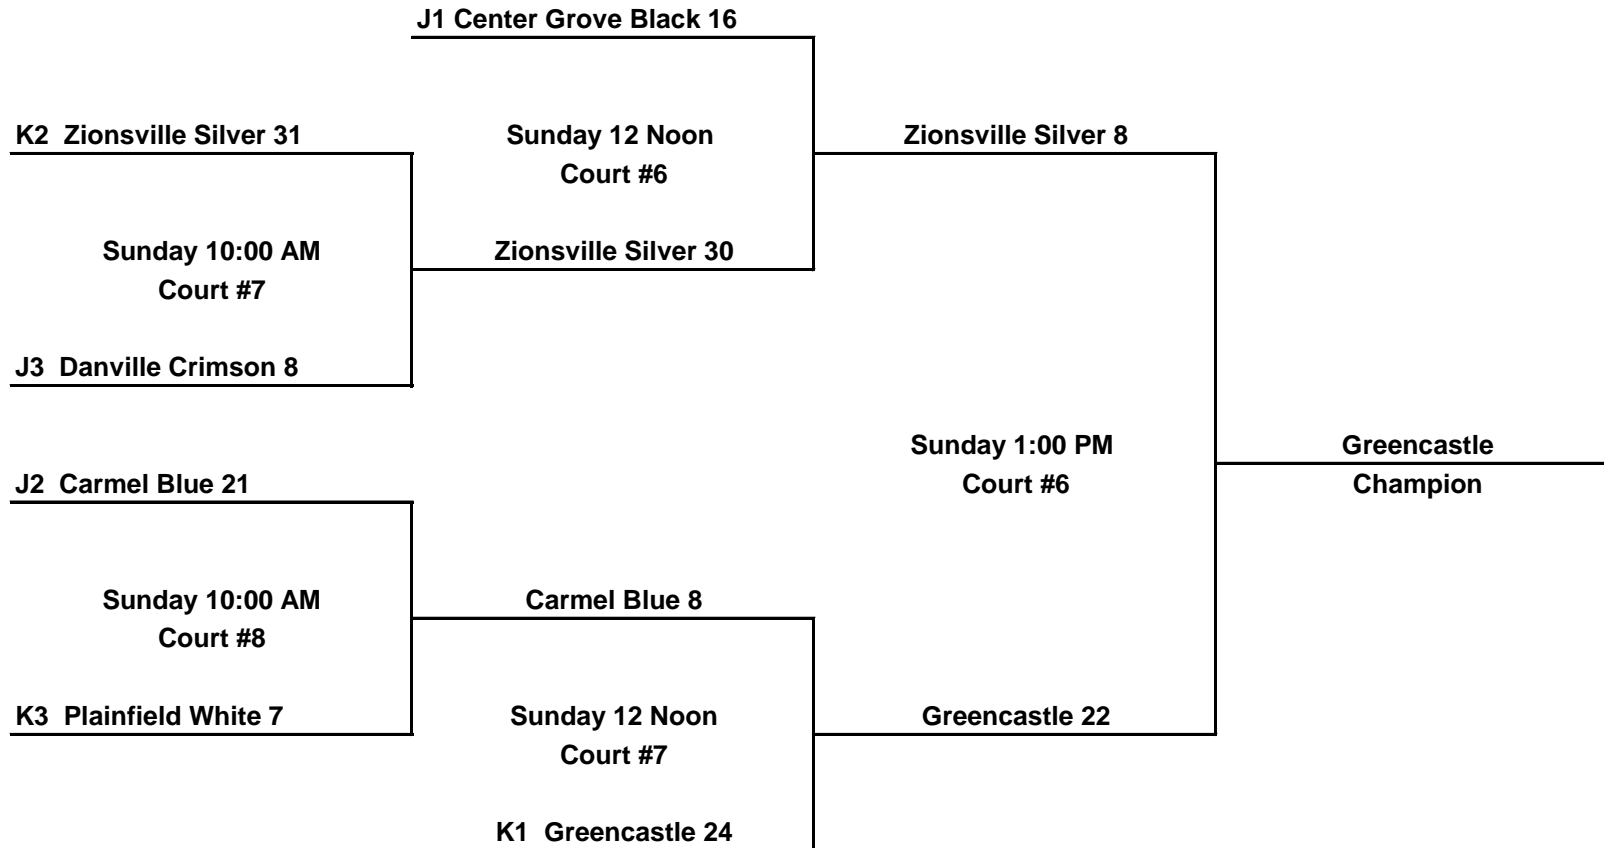 J1 Center Grove Black 16
K2  Zionsville Silver 31
Sunday 12 Noon
Court #6
Zionsville Silver 8
Sunday 10:00 AM
Court #7
Zionsville Silver 30
J3  Danville Crimson 8
Sunday 1:00 PM
Court #6
Greencastle
Champion
J2  Carmel Blue 21
Sunday 10:00 AM
Court #8
Carmel Blue 8
K3  Plainfield White 7
Sunday 12 Noon
Court #7
Greencastle 22
K1  Greencastle 24